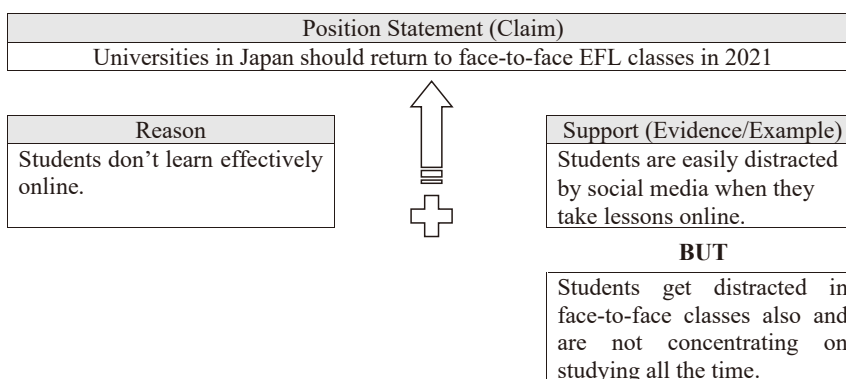 Position Statement (Claim)
Universities in Japan should return to face-to-face EFL classes in 2021
Reason
Students don’t learn effectively
online.
Support (Evidence/Example)
Students are easily distracted
by social media when they
take lessons online.
BUT
Students get distracted in
face-to-face classes also and
are not concentrating on
studying all the time.